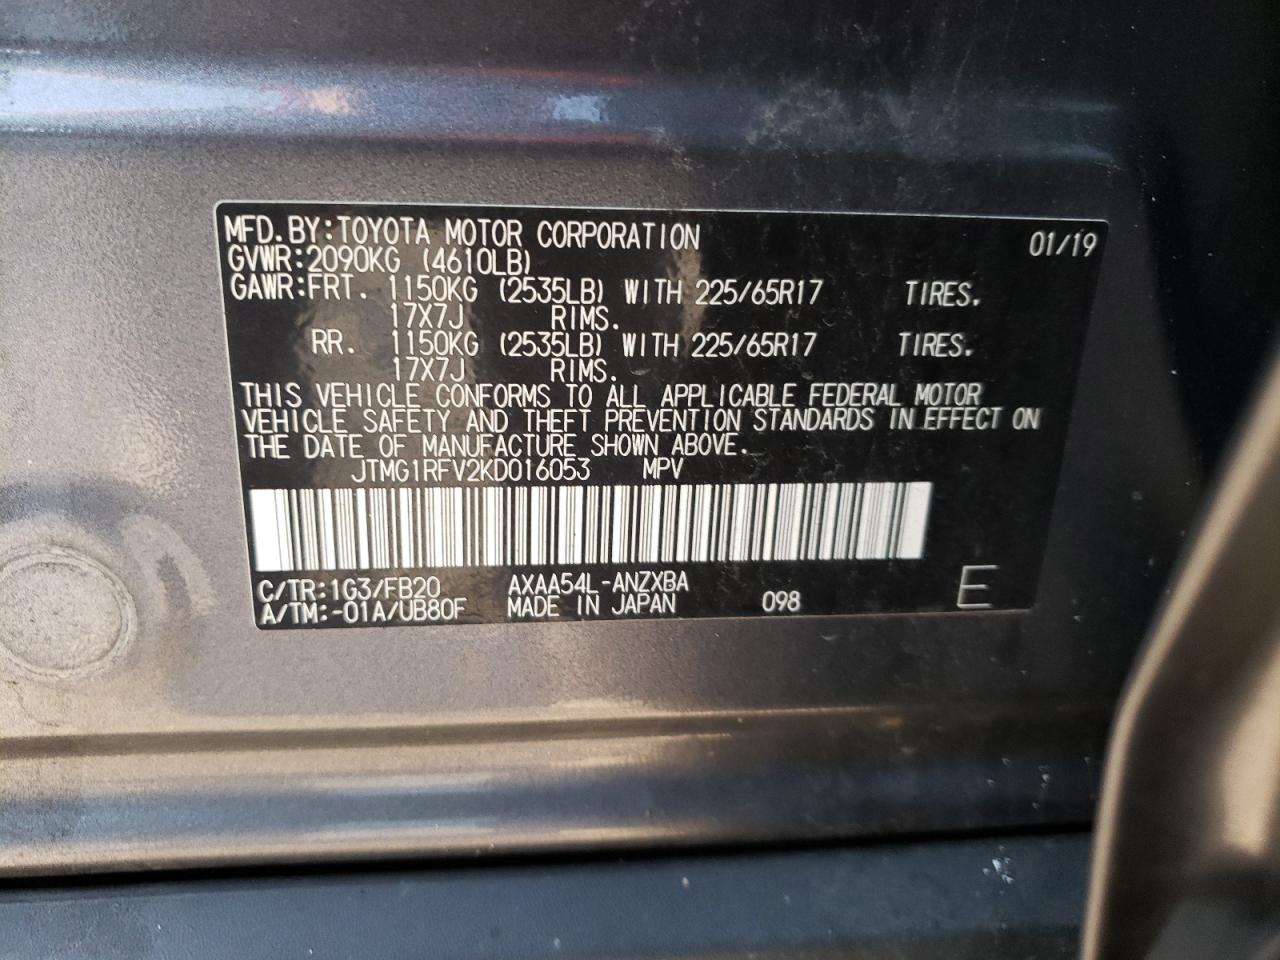 MFD. BY: TOYOTA MOTOR CORPORATION 01/19
GVWR: 2090KG (4610LB)
GAWR: FRT. 1150KG (2535LB) WITH 225/65R17 TIRES.
17X7J RIMS.
RR. 1150KG (2535LB) WITH 225/65R17 TIRES.
17X7J RIMS.
THIS VEHICLE CONFORMS TO ALL APPLICABLE FEDERAL MOTOR
VEHICLE SAFETY AND THEFT PREVENTION STANDARDS IN EFFECT ON
THE DATE OF MANUFACTURE SHOWN ABOVE.
JTMG1RFV2KD016053 MPV
C/TR: 1G3/FB20 AXAA54L-ANZXBA
A/TM: -01A/UB80F MADE IN JAPAN 098 E